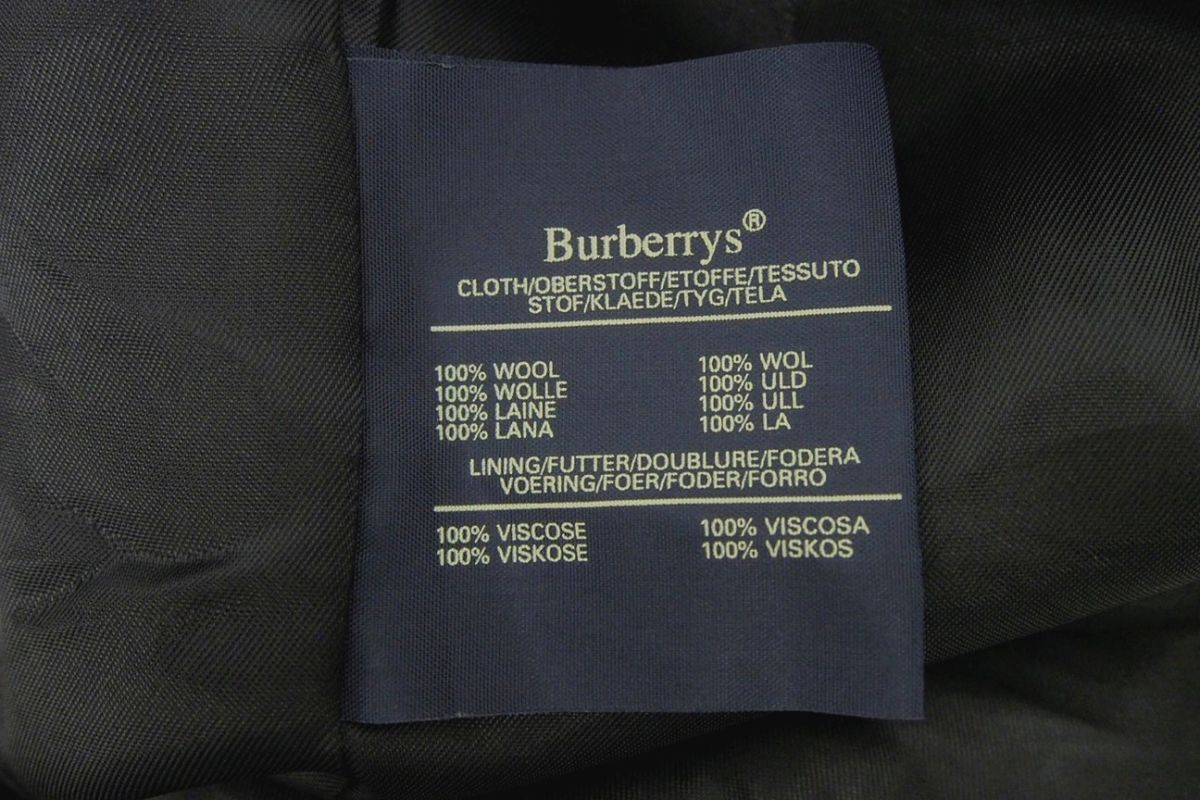 Burberrys®
CLOTH/OBERSTOFF/ETOFFE/TESSUTO
STOF/KLAEDE/TYG/TELA
100% WOOL
100% WOLLE
100% LAINE
100% LANA
100% WOL
100% ULD
100% ULL
100% LA
LINING/FUTTER/DOUBLURE/FODERA
VOERING/FOER/FODER/FORRO
100% VISCOSE
100% VISKOSE
100% VISCOSA
100% VISKOS